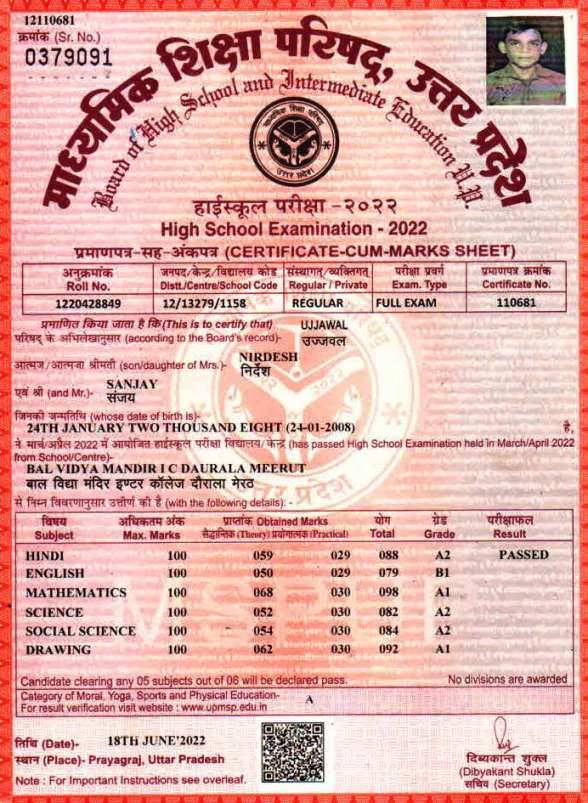 12110681
क्रमांक (Sr. No.)
0379091
माध्यमिक शिक्षा परिषद्, उत्तर प्रदेश
Board of High School and Intermediate Education U.P.
हाईस्कूल परीक्षा -२०२२
High School Examination - 2022
प्रमाणपत्र-सह-अंकपत्र (CERTIFICATE-CUM-MARKS SHEET)
अनुक्रमांक जनपद/केन्द्र/विद्यालय कोड संस्थागत/व्यक्तिगत परीक्षा प्रवर्ग प्रमाणपत्र क्रमांक
Roll No. Distt./Centre/School Code Regular / Private Exam. Type Certificate No.
1220428849 12/13279/1158 REGULAR FULL EXAM 110681
प्रमाणित किया जाता है कि (This is to certify that) UJJAWAL
परिषद् के अभिलेखानुसार (according to the Board's record)- उज्जवल
आत्मज/आत्मजा श्रीमती (son/daughter of Mrs.)- NIRDESH
निर्देश
एवं श्री (and Mr.)- SANJAY
संजय
जिनकी जन्मतिथि (whose date of birth is)-
24TH JANUARY TWO THOUSAND EIGHT (24-01-2008) है,
ने मार्च/अप्रैल 2022 में आयोजित हाईस्कूल परीक्षा विद्यालय/केन्द्र (has passed High School Examination held in March/April 2022
from School/Centre)-
BAL VIDYA MANDIR I C DAURALA MEERUT
बाल विद्या मंदिर इण्टर कॉलेज दौराला मेरठ
से निम्न विवरणानुसार उत्तीर्ण की है (with the following details): -
विषय अधिकतम अंक प्राप्तांक Obtained Marks योग ग्रेड परीक्षाफल
Subject Max. Marks सैद्धान्तिक (Theory) प्रयोगात्मक (Practical) Total Grade Result
HINDI 100 059 029 088 A2 PASSED
ENGLISH 100 050 029 079 B1
MATHEMATICS 100 068 030 098 A1
SCIENCE 100 052 030 082 A2
SOCIAL SCIENCE 100 054 030 084 A2
DRAWING 100 062 030 092 A1
Candidate clearing any 05 subjects out of 06 will be declared pass. No divisions are awarded
Category of Moral, Yoga, Sports and Physical Education- A
For result verification visit website : www.upmsp.edu.in
तिथि (Date)- 18TH JUNE'2022
स्थान (Place)- Prayagraj, Uttar Pradesh
Note : For Important Instructions see overleaf.
दिब्यकान्त शुक्ल
(Dibyakant Shukla)
सचिव (Secretary)